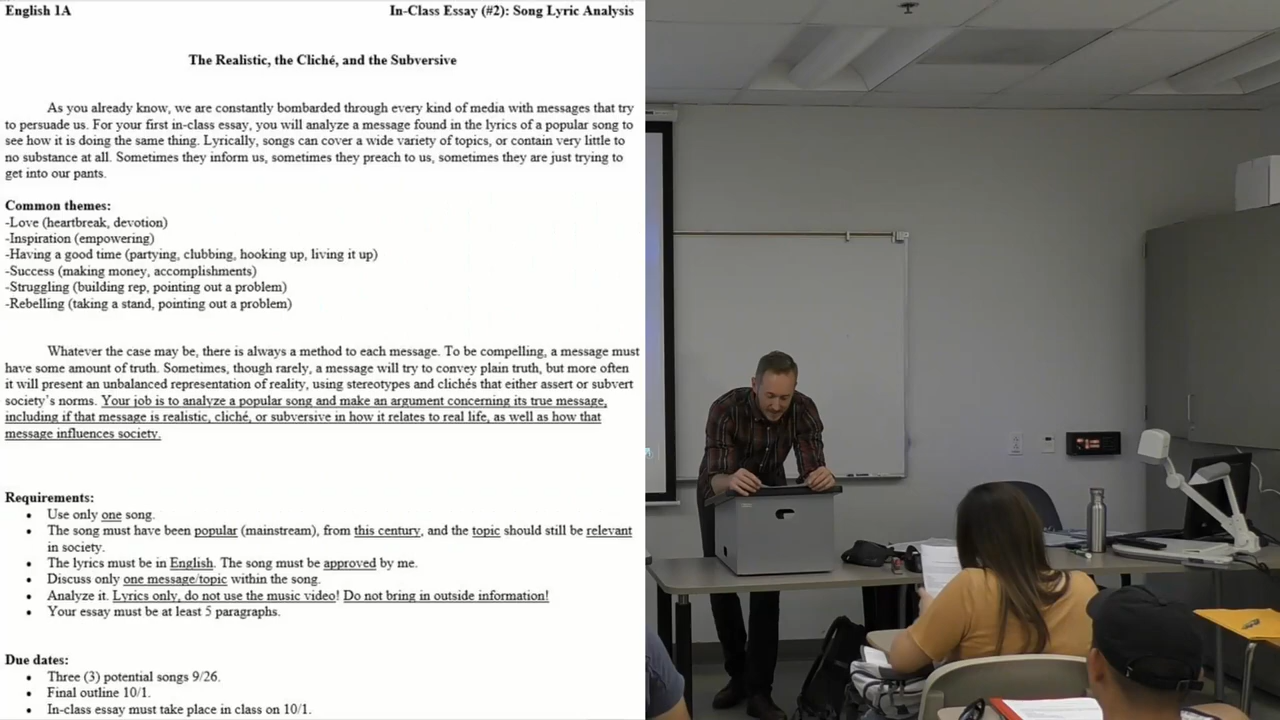 English 1A In-Class Essay (#2): Song Lyric Analysis
The Realistic, the Cliché, and the Subversive
As you already know, we are constantly bombarded through every kind of media with messages that try
to persuade us. For your first in-class essay, you will analyze a message found in the lyrics of a popular song to
see how it is doing the same thing. Lyrically, songs can cover a wide variety of topics, or contain very little to
no substance at all. Sometimes they inform us, sometimes they preach to us, sometimes they are just trying to
get into our pants.
Common themes:
-Love (heartbreak, devotion)
-Inspiration (empowering)
-Having a good time (partying, clubbing, hooking up, living it up)
-Success (making money, accomplishments)
-Struggling (building rep, pointing out a problem)
-Rebelling (taking a stand, pointing out a problem)
Whatever the case may be, there is always a method to each message. To be compelling, a message must
have some amount of truth. Sometimes, though rarely, a message will try to convey plain truth, but more often
it will present an unbalanced representation of reality, using stereotypes and clichés that either assert or subvert
society's norms. Your job is to analyze a popular song and make an argument concerning its true message,
including if that message is realistic, cliché, or subversive in how it relates to real life, as well as how that
message influences society.
Requirements:
• Use only one song.
• The song must have been popular (mainstream), from this century, and the topic should still be relevant
in society.
• The lyrics must be in English. The song must be approved by me.
• Discuss only one message/topic within the song.
• Analyze it. Lyrics only, do not use the music video! Do not bring in outside information!
• Your essay must be at least 5 paragraphs.
Due dates:
• Three (3) potential songs 9/26.
• Final outline 10/1.
• In-class essay must take place in class on 10/1.